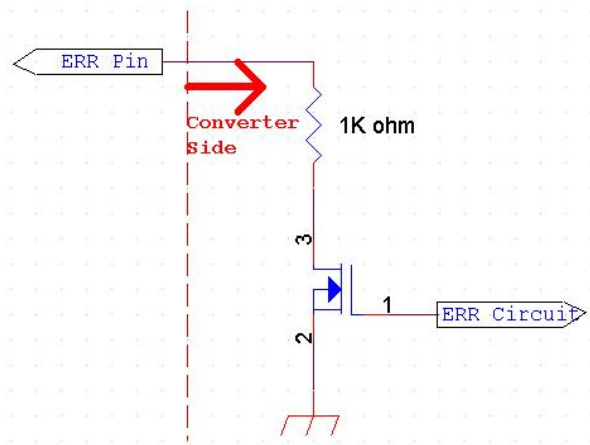 ERR Pin
Converter
Side
1K ohm
3
1
ERR Circuit
2